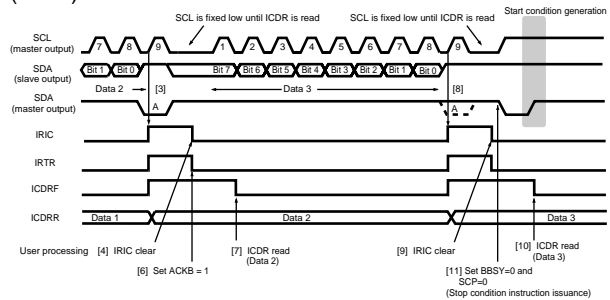 Start condition generation
SCL is fixed low until ICDR is read
SCL is fixed low until ICDR is read
SCL
(master output)
7 8 9 1 2 3 4 5 6 7 8 9
SDA
(slave output)
Bit 1 Bit 0 Bit 7 Bit 6 Bit 5 Bit 4 Bit 3 Bit 2 Bit 1 Bit 0
Data 2 [3] Data 3 [8]
SDA
(master output)
A A
IRIC
IRTR
ICDRF
ICDRR
Data 1 Data 2 Data 3
User processing [4] IRIC clear
[6] Set ACKB = 1
[7] ICDR read
(Data 2)
[9] IRIC clear
[10] ICDR read
(Data 3)
[11] Set BBSY=0 and
SCP=0
(Stop condition instruction issuance)